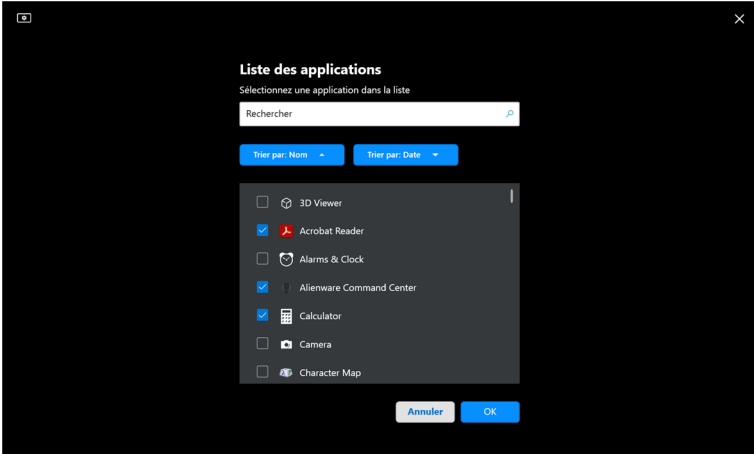 Liste des applications
Sélectionnez une application dans la liste
Rechercher
Trier par: Nom Trier par: Date
3D Viewer
Acrobat Reader
Alarms & Clock
Alienware Command Center
Calculator
Camera
Character Map
Annuler OK